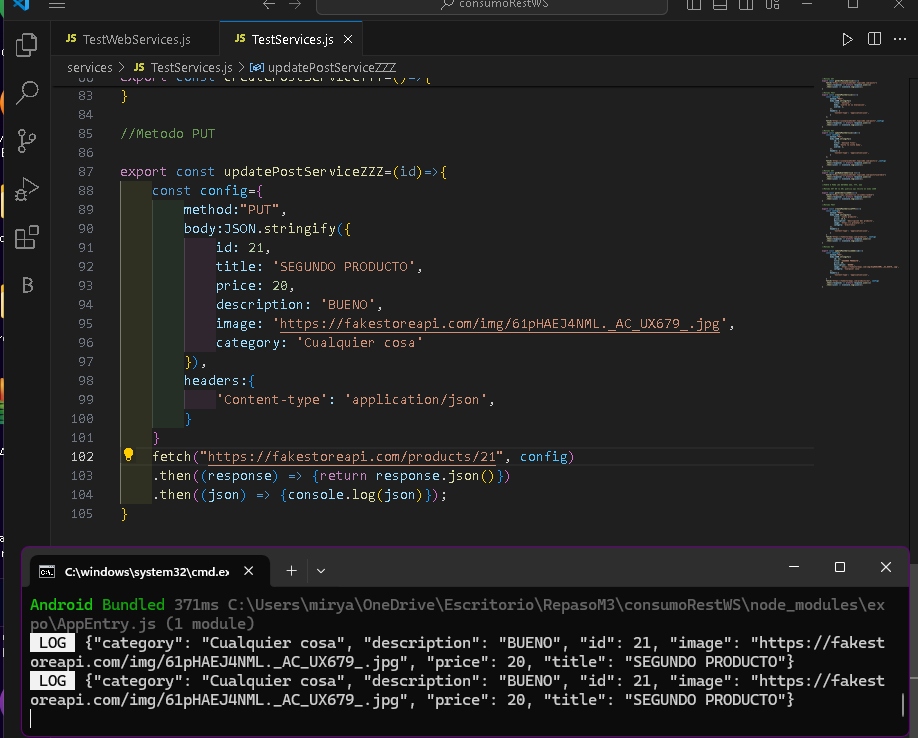 consumoRestWS
JS TestWebServices.js
JS TestServices.js
services > JS TestServices.js > updatePostServiceZZZ
83 }
84
85 //Metodo PUT
86
87 export const updatePostServiceZZZ=(id)=>{
88 const config={
89 method:"PUT",
90 body:JSON.stringify({
91 id: 21,
92 title: 'SEGUNDO PRODUCTO',
93 price: 20,
94 description: 'BUENO',
95 image: 'https://fakestoreapi.com/img/61pHAEJ4NML._AC_UX679_.jpg',
96 category: 'Cualquier cosa'
97 }),
98 headers:{
99 'Content-type': 'application/json',
100 }
101 }
102 fetch("https://fakestoreapi.com/products/21", config)
103 .then((response) => {return response.json()})
104 .then((json) => {console.log(json)});
105 }
C:\windows\system32\cmd.ex
Android Bundled 371ms C:\Users\mirya\OneDrive\Escritorio\RepasoM3\consumoRestWS\node_modules\ex
po\AppEntry.js (1 module)
LOG {"category": "Cualquier cosa", "description": "BUENO", "id": 21, "image": "https://fakest
oreapi.com/img/61pHAEJ4NML._AC_UX679_.jpg", "price": 20, "title": "SEGUNDO PRODUCTO"}
LOG {"category": "Cualquier cosa", "description": "BUENO", "id": 21, "image": "https://fakest
oreapi.com/img/61pHAEJ4NML._AC_UX679_.jpg", "price": 20, "title": "SEGUNDO PRODUCTO"}